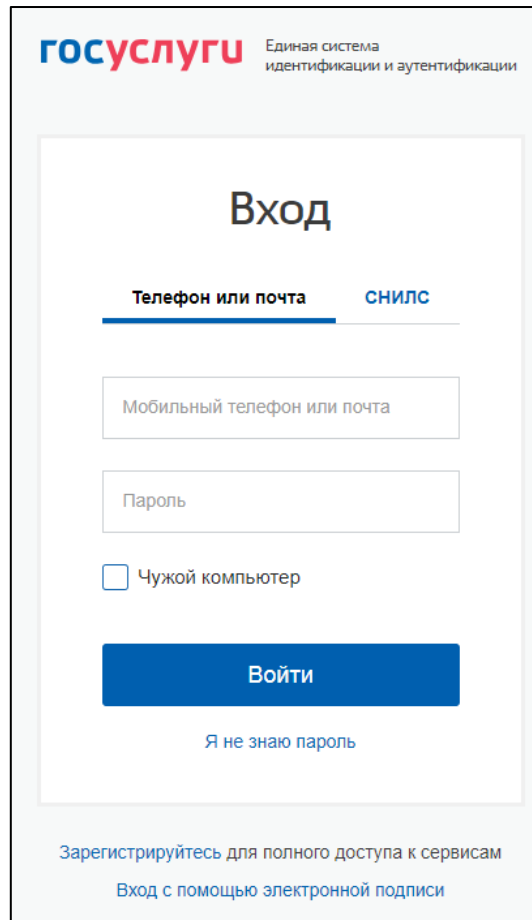 госуслуги
Единая система
идентификации и аутентификации
Вход
Телефон или почта СНИЛС
Мобильный телефон или почта
Пароль
Чужой компьютер
Войти
Я не знаю пароль
Зарегистрируйтесь для полного доступа к сервисам
Вход с помощью электронной подписи